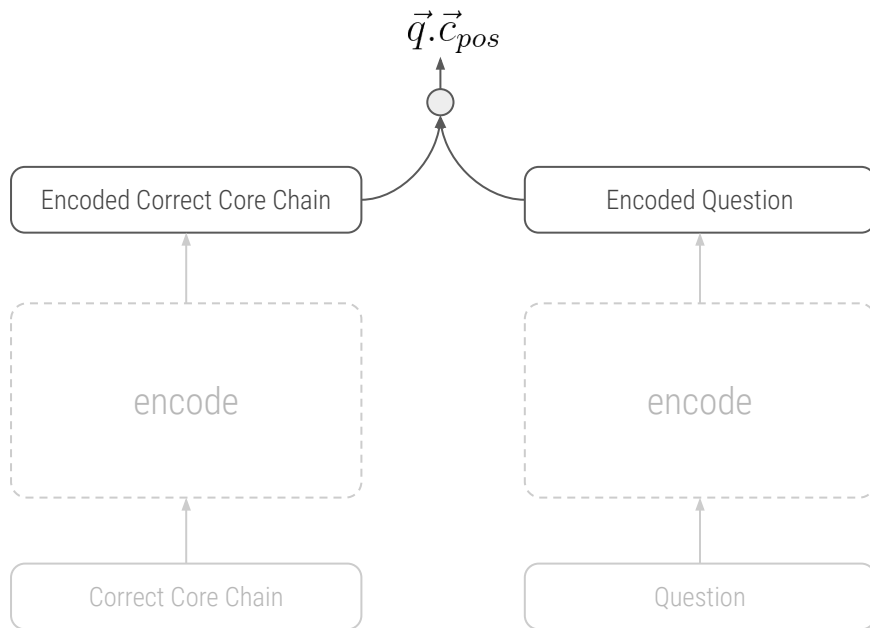 q⃗.c⃗pos
Encoded Correct Core Chain
Encoded Question
encode
encode
Correct Core Chain
Question